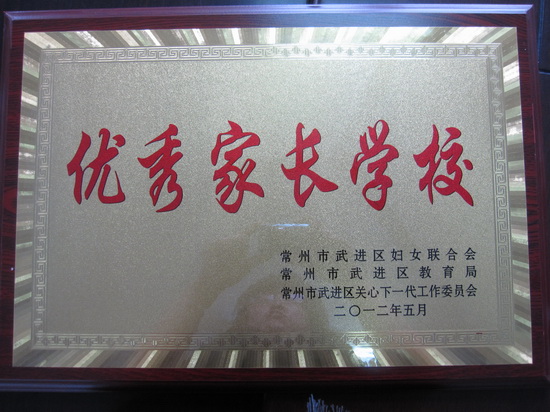 优秀家长学校
常州市武进区妇女联合会
常州市武进区教育局
常州市武进区关心下一代工作委员会
二〇一二年五月